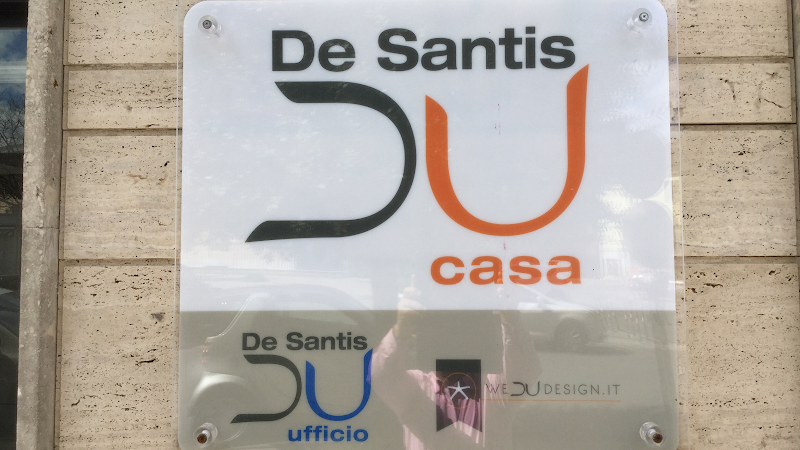 De Santis
DU
casa
De Santis
DU
ufficio
WEDUDESIGN.IT